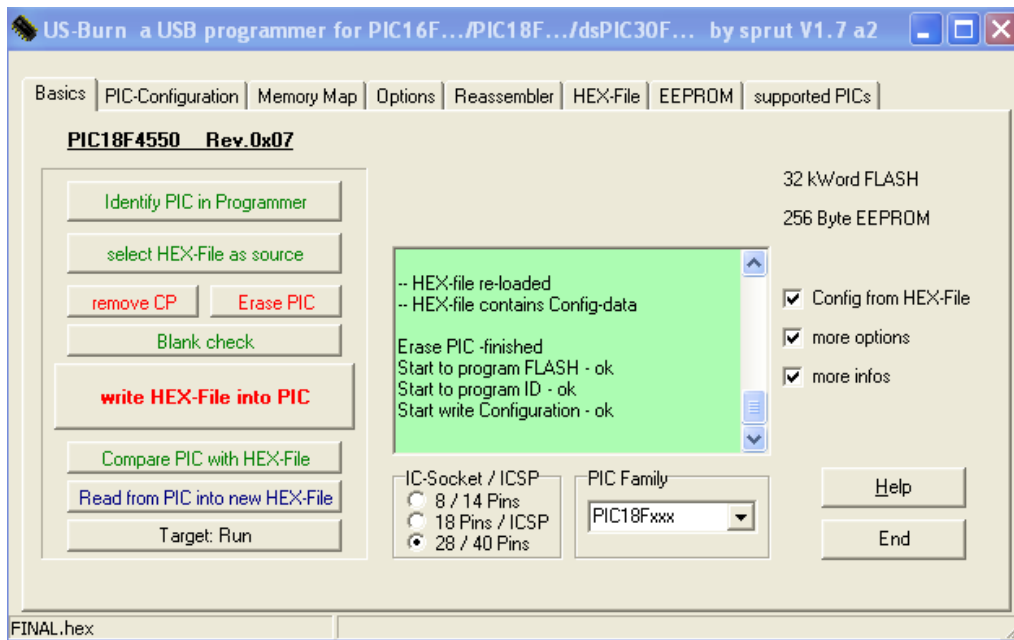 US-Burn a USB programmer for PIC16F.../PIC18F.../dsPIC30F... by sprut V1.7 a2
Basics PIC-Configuration Memory Map Options Reassembler HEX-File EEPROM supported PICs
PIC18F4550 Rev.0x07
Identify PIC in Programmer
select HEX-File as source
remove CP Erase PIC
Blank check
write HEX-File into PIC
Compare PIC with HEX-File
Read from PIC into new HEX-File
Target: Run
-- HEX-file re-loaded
-- HEX-file contains Config-data
Erase PIC -finished
Start to program FLASH - ok
Start to program ID - ok
Start write Configuration - ok
IC-Socket / ICSP
8 / 14 Pins
18 Pins / ICSP
28 / 40 Pins
PIC Family
PIC18Fxxx
32 kWord FLASH
256 Byte EEPROM
Config from HEX-File
more options
more infos
Help
End
FINAL.hex